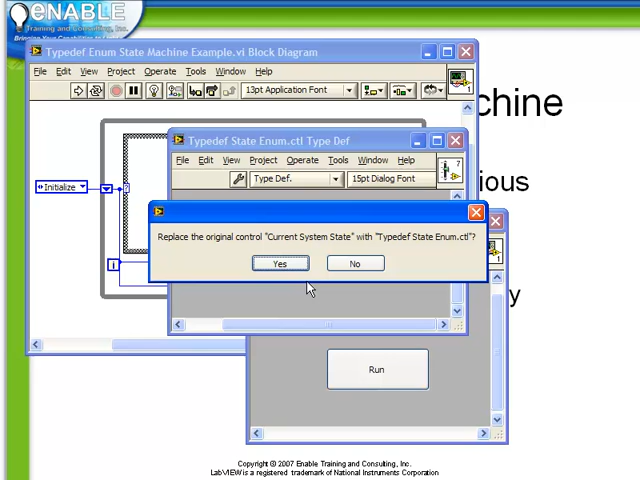 ENABLE
Training and Consulting, Inc.
Typedef Enum State Machine Example.vi Block Diagram
File Edit View Project Operate Tools Window Help
13pt Application Font
1
chine
Typedef State Enum.ctl Type Def
File Edit View Project Operate Tools Window Help
7
Type Def.
15pt Dialog Font
ious
Initialize
?
Replace the original control "Current System State" with "Typedef State Enum.ctl"?
Yes
No
i
y
Run
Copyright © 2007 Enable Training and Consulting, Inc.
LabVIEW is a registered trademark of National Instruments Corporation